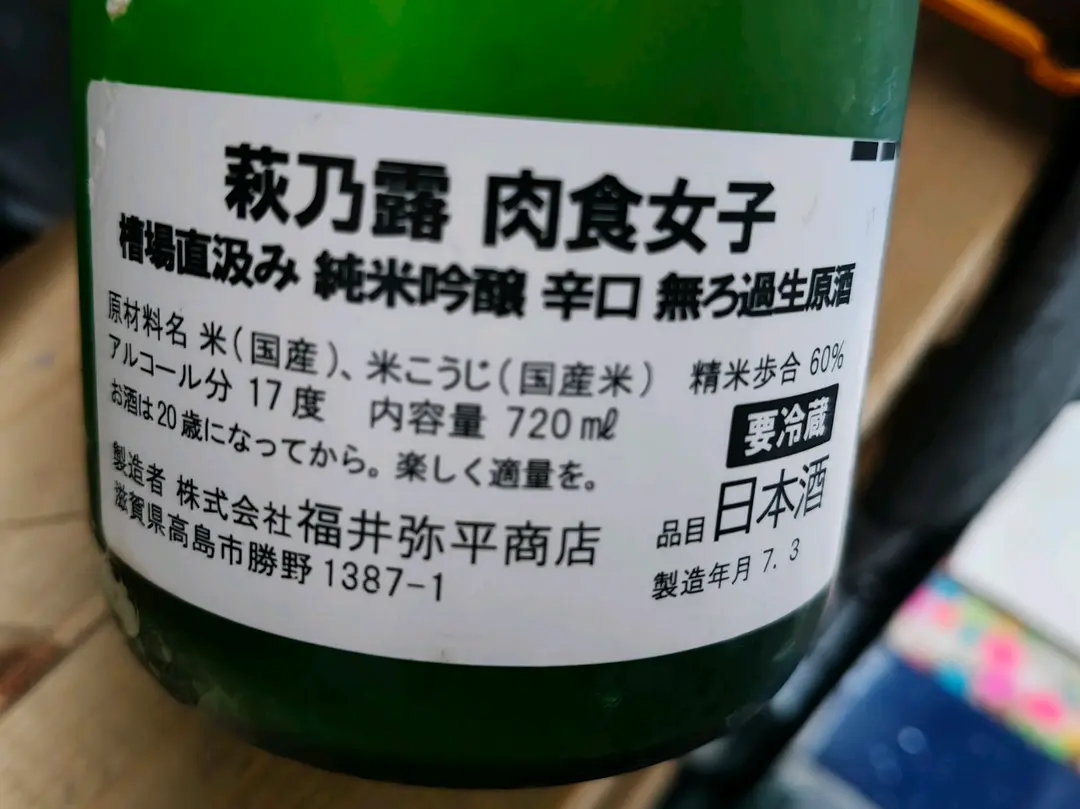 萩乃露 肉食女子
槽場直汲み 純米吟醸 辛口 無ろ過生原酒
原材料名 米(国産)、米こうじ(国産米) 精米歩合 60%
アルコール分 17度 内容量 720㎖
お酒は20歳になってから。楽しく適量を。
要冷蔵
製造者 株式会社福井弥平商店
滋賀県高島市勝野1387-1
品目 日本酒
製造年月 7. 3